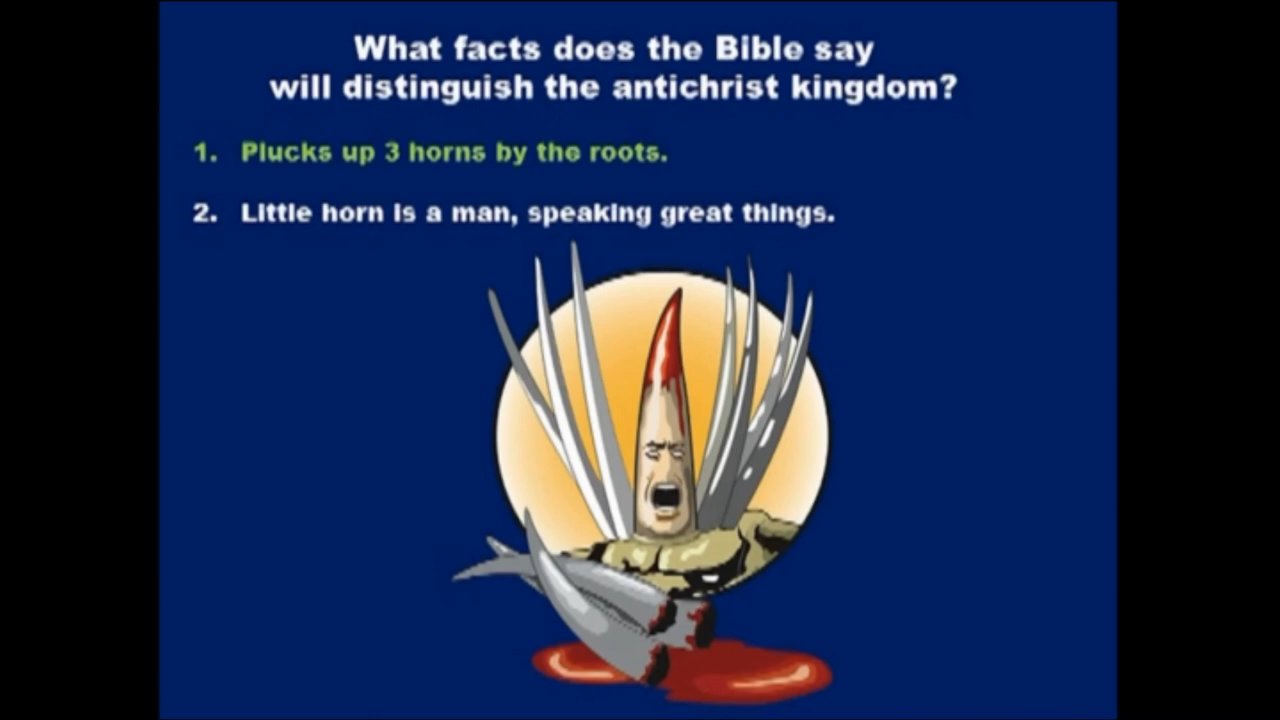 What facts does the Bible say
will distinguish the antichrist kingdom?
1. Plucks up 3 horns by the roots.
2. Little horn is a man, speaking great things.